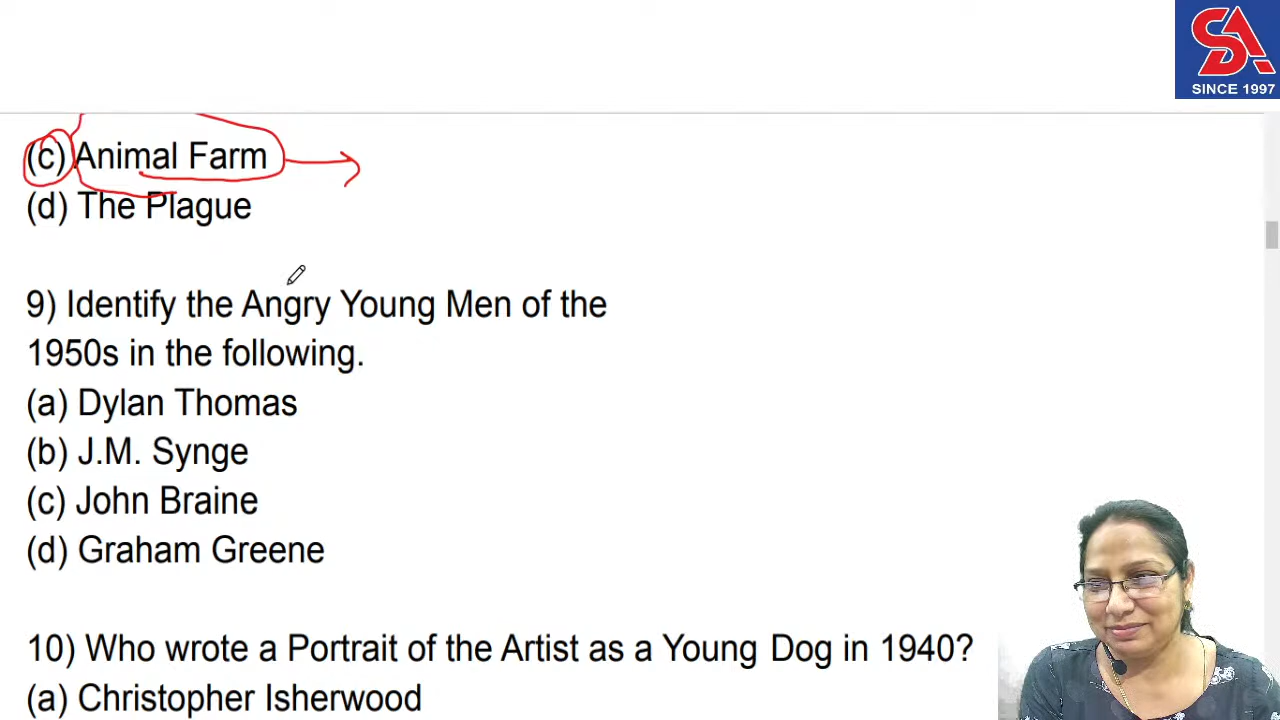 SA
SINCE 1997
(c) Animal Farm
(d) The Plague
9) Identify the Angry Young Men of the
1950s in the following.
(a) Dylan Thomas
(b) J.M. Synge
(c) John Braine
(d) Graham Greene
10) Who wrote a Portrait of the Artist as a Young Dog in 1940?
(a) Christopher Isherwood